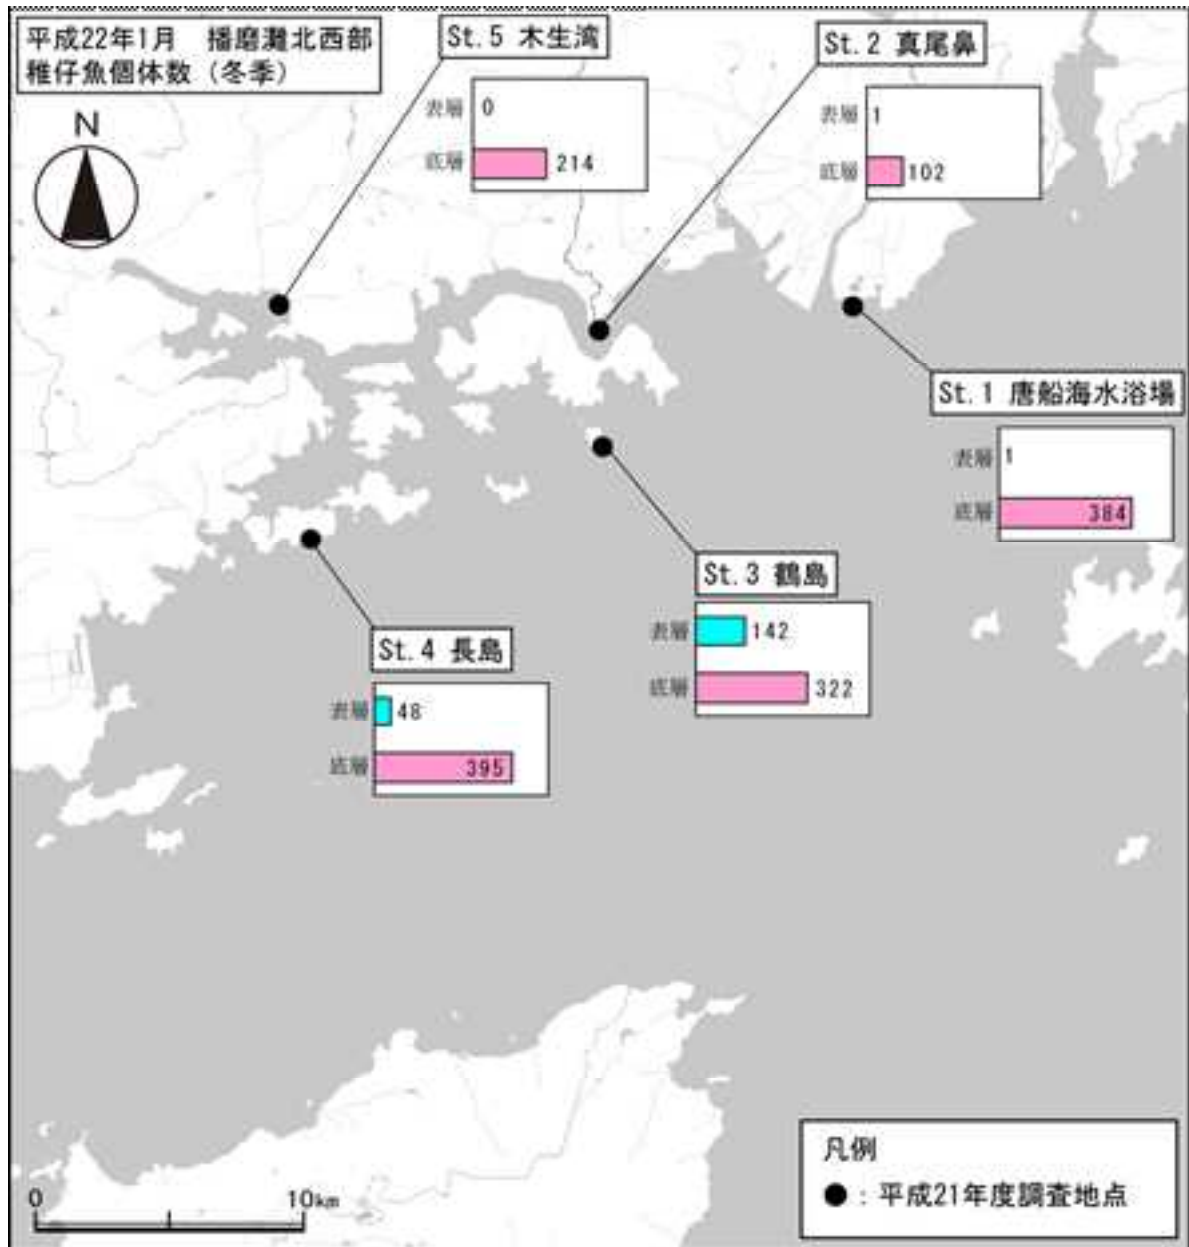 平成22年1月　播磨灘北西部
稚仔魚個体数（冬季）
N
St.5 木生湾
表層 0
底層 214
St.2 真尾鼻
表層 1
底層 102
St.1 唐船海水浴場
表層 1
底層 384
St.3 鶴島
表層 142
底層 322
St.4 長島
表層 48
底層 395
0 10km
凡例
●：平成21年度調査地点